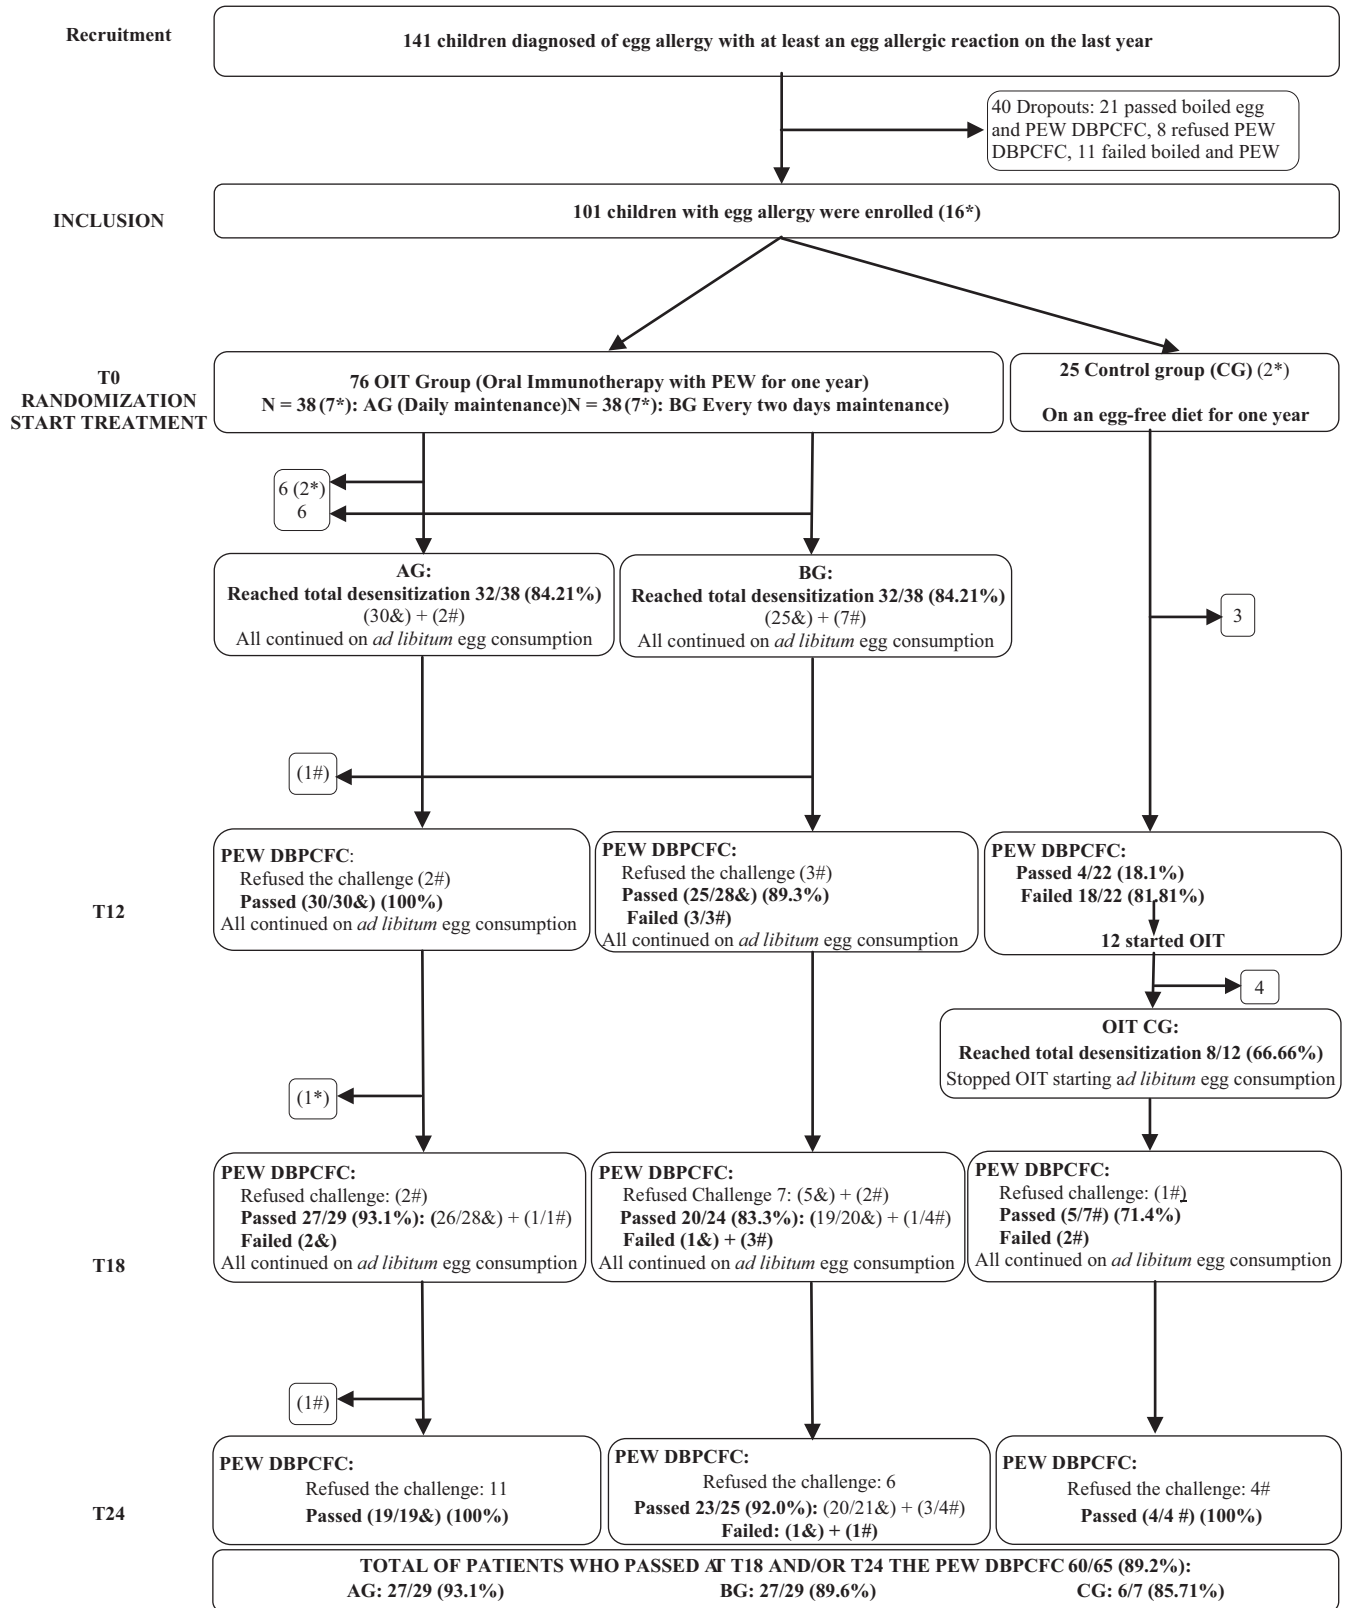 Recruitment
141 children diagnosed of egg allergy with at least an egg allergic reaction on the last year
40 Dropouts: 21 passed boiled egg
and PEW DBPCFC, 8 refused PEW
DBPCFC, 11 failed boiled and PEW
INCLUSION
101 children with egg allergy were enrolled (16*)
T0
RANDOMIZATION
START TREATMENT
76 OIT Group (Oral Immunotherapy with PEW for one year)
N = 38 (7*): AG (Daily maintenance)N = 38 (7*): BG Every two days maintenance)
25 Control group (CG) (2*)
On an egg-free diet for one year
6 (2*)
6
AG:
Reached total desensitization 32/38 (84.21%)
(30&) + (2#)
All continued on ad libitum egg consumption
BG:
Reached total desensitization 32/38 (84.21%)
(25&) + (7#)
All continued on ad libitum egg consumption
3
(1#)
T12
PEW DBPCFC:
Refused the challenge (2#)
Passed (30/30&) (100%)
All continued on ad libitum egg consumption
PEW DBPCFC:
Refused the challenge (3#)
Passed (25/28&) (89.3%)
Failed (3/3#)
All continued on ad libitum egg consumption
PEW DBPCFC:
Passed 4/22 (18.1%)
Failed 18/22 (81.81%)
12 started OIT
4
OIT CG:
Reached total desensitization 8/12 (66.66%)
Stopped OIT starting ad libitum egg consumption
(1*)
T18
PEW DBPCFC:
Refused challenge: (2#)
Passed 27/29 (93.1%): (26/28&) + (1/1#)
Failed (2&)
All continued on ad libitum egg consumption
PEW DBPCFC:
Refused Challenge 7: (5&) + (2#)
Passed 20/24 (83.3%): (19/20&) + (1/4#)
Failed (1&) + (3#)
All continued on ad libitum egg consumption
PEW DBPCFC:
Refused challenge: (1#)
Passed (5/7#) (71.4%)
Failed (2#)
All continued on ad libitum egg consumption
(1#)
T24
PEW DBPCFC:
Refused the challenge: 11
Passed (19/19&) (100%)
PEW DBPCFC:
Refused the challenge: 6
Passed 23/25 (92.0%): (20/21&) + (3/4#)
Failed: (1&) + (1#)
PEW DBPCFC:
Refused the challenge: 4#
Passed (4/4 #) (100%)
TOTAL OF PATIENTS WHO PASSED AT T18 AND/OR T24 THE PEW DBPCFC 60/65 (89.2%):
AG: 27/29 (93.1%) BG: 27/29 (89.6%) CG: 6/7 (85.71%)